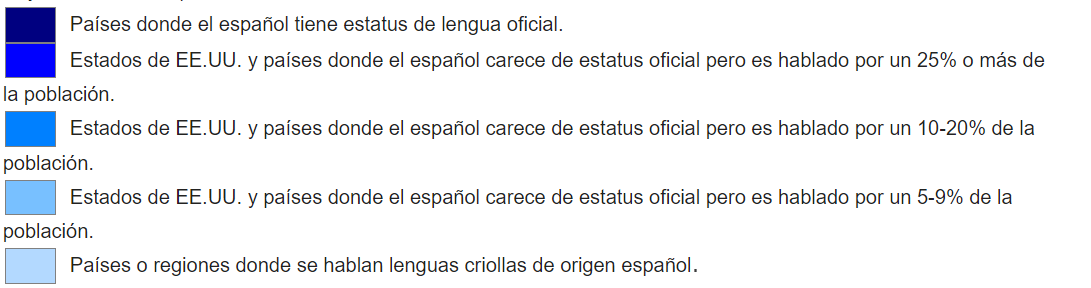 Países donde el español tiene estatus de lengua oficial.
Estados de EE.UU. y países donde el español carece de estatus oficial pero es hablado por un 25% o más de
la población.
Estados de EE.UU. y países donde el español carece de estatus oficial pero es hablado por un 10-20% de la
población.
Estados de EE.UU. y países donde el español carece de estatus oficial pero es hablado por un 5-9% de la
población.
Países o regiones donde se hablan lenguas criollas de origen español.